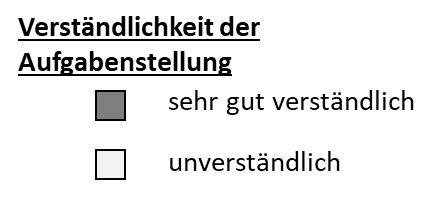 Verständlichkeit der
Aufgabenstellung
sehr gut verständlich
unverständlich